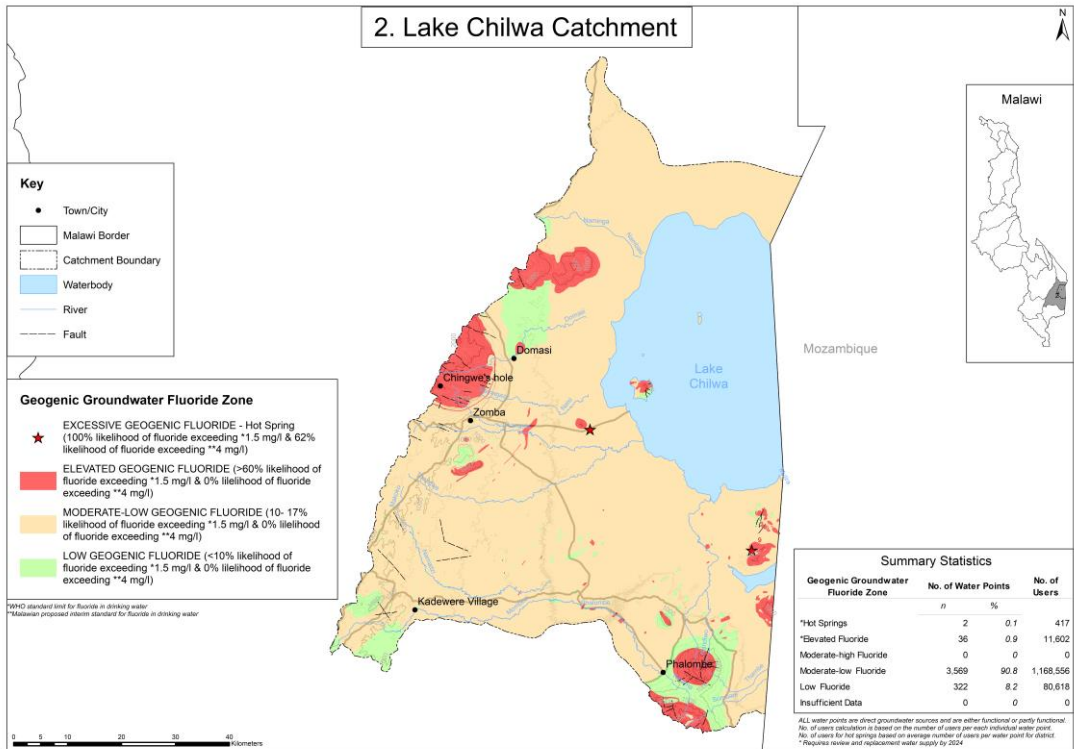 2. Lake Chilwa Catchment
N
Malawi
Key
Town/City
Malawi Border
Catchment Boundary
Waterbody
River
Fault
Geogenic Groundwater Fluoride Zone
EXCESSIVE GEOGENIC FLUORIDE - Hot Spring
(100% likelihood of fluoride exceeding *1.5 mg/l & 62%
likelihood of fluoride exceeding **4 mg/l)
ELEVATED GEOGENIC FLUORIDE (>60% likelihood of
fluoride exceeding *1.5 mg/l & 0% lilelihood of fluoride
exceeding **4 mg/l)
MODERATE-LOW GEOGENIC FLUORIDE (10- 17%
likelihood of fluoride exceeding *1.5 mg/l & 0% lilelihood
of fluoride exceeding **4 mg/l)
LOW GEOGENIC FLUORIDE (<10% likelihood of
fluoride exceeding *1.5 mg/l & 0% lilelihood of fluoride
exceeding **4 mg/l)
*WHO standard limit for fluoride in drinking water
**Malawian proposed interim standard for fluoride in drinking water
Domasi
Domasi
Chingwe's hole
Zomba
Kadewere Village
Phalombe
Lake
Chilwa
Mozambique
2
0 5 10 20 30 40
Kilometers
Summary Statistics
Geogenic Groundwater Fluoride Zone No. of Water Points No. of Users
n %
*Hot Springs 2 0.1 417
*Elevated Fluoride 36 0.9 11,602
Moderate-high Fluoride 0 0 0
Moderate-low Fluoride 3,569 90.8 1,168,556
Low Fluoride 322 8.2 80,618
Insufficient Data 0 0 0
ALL water points are direct groundwater sources and are either functional or partly functional.
No. of users calculation is based on the number of users per each individual water point.
No. of users for hot springs based on average number of users per water point for district.
* Requires review and replacement water supply by 2024